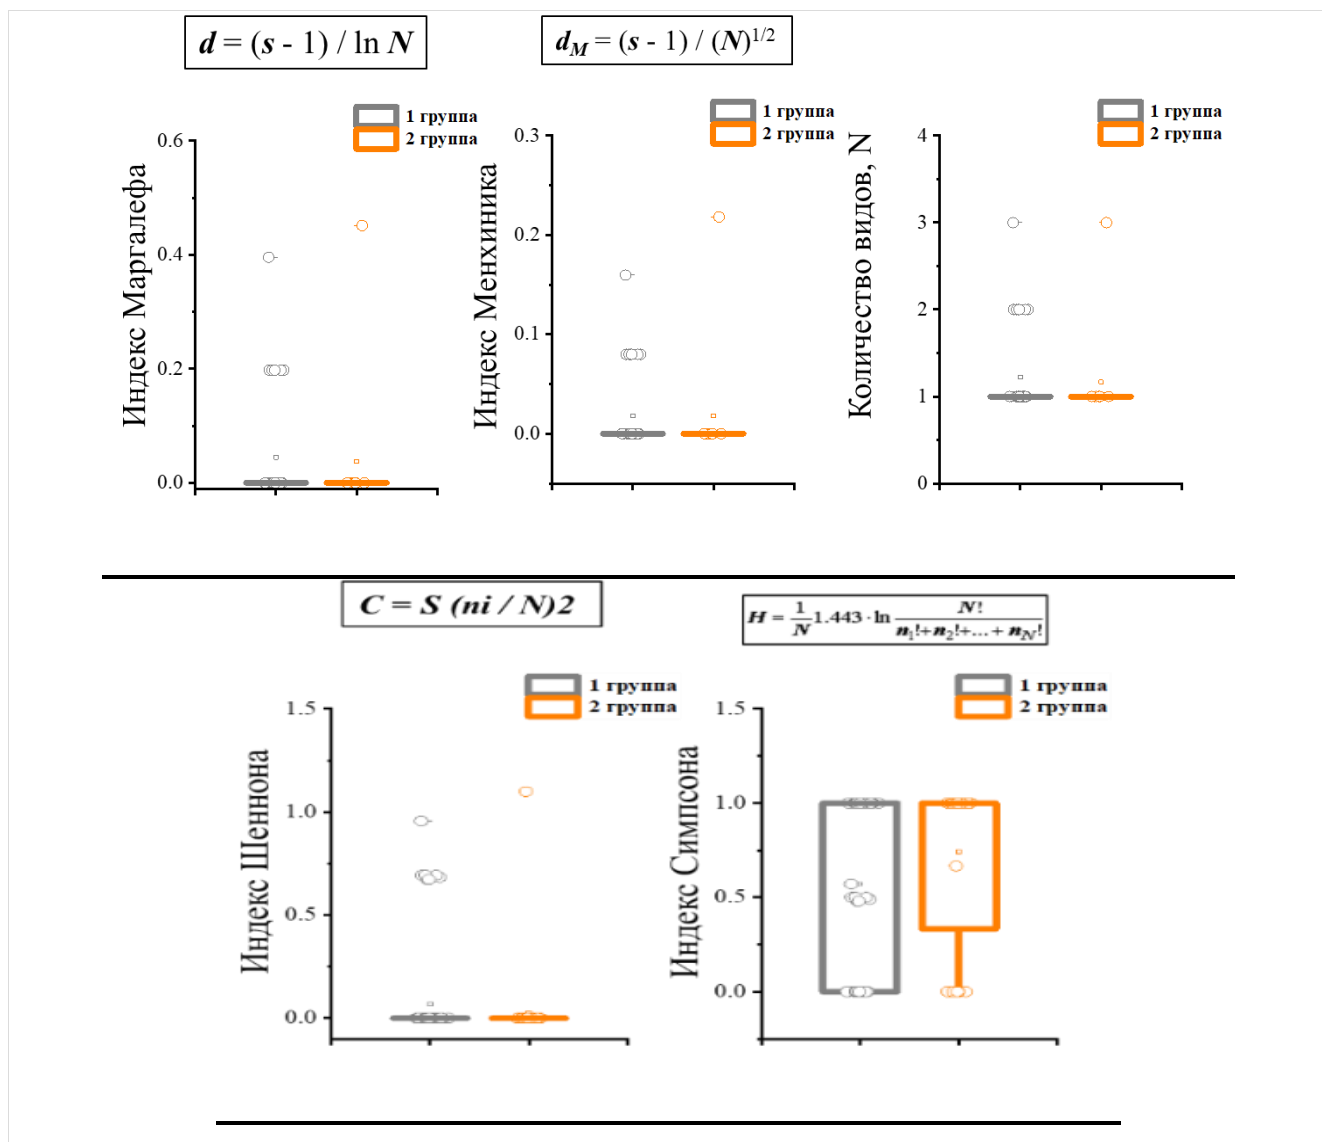 d = (s - 1) / ln N
d_M = (s - 1) / (N)^1/2
1 группа
2 группа
Индекс Маргалефа
0.6
0.4
0.2
0.0
1 группа
2 группа
Индекс Менхиника
0.3
0.2
0.1
0.0
1 группа
2 группа
Количество видов, N
4
3
2
1
0
C = S (ni / N)2
H = 1/N 1.443 · ln N! / n₁!+n₂!+...+ n_N!
1 группа
2 группа
Индекс Шеннона
1.5
1.0
0.5
0.0
1 группа
2 группа
Индекс Симпсона
1.5
1.0
0.5
0.0